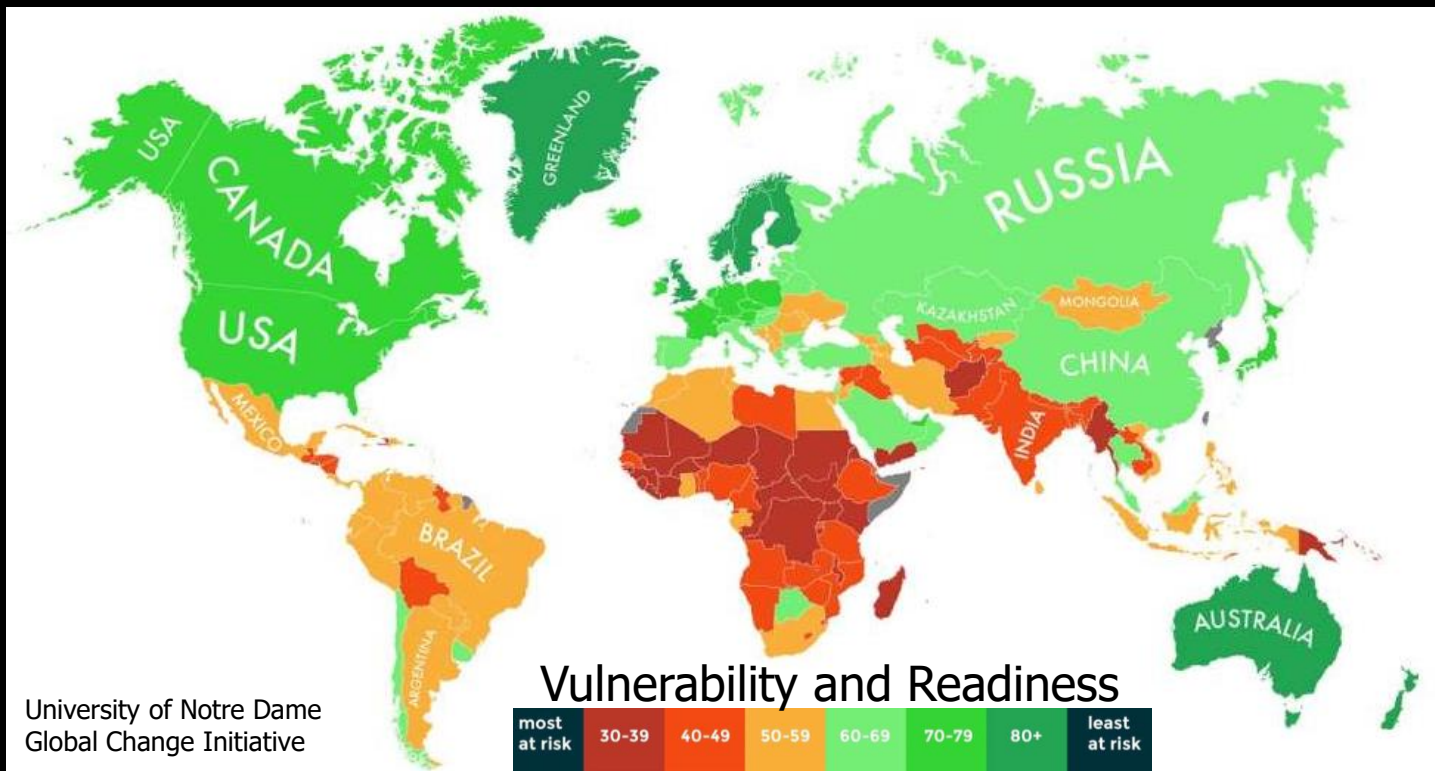 GREENLAND
USA
CANADA
RUSSIA
USA
KAZAKHSTAN
MONGOLIA
CHINA
MEXICO
INDIA
BRAZIL
AUSTRALIA
ARGENTINA
Vulnerability and Readiness
University of Notre Dame
Global Change Initiative
most
at risk
30-39
40-49
50-59
60-69
70-79
80+
least
at risk